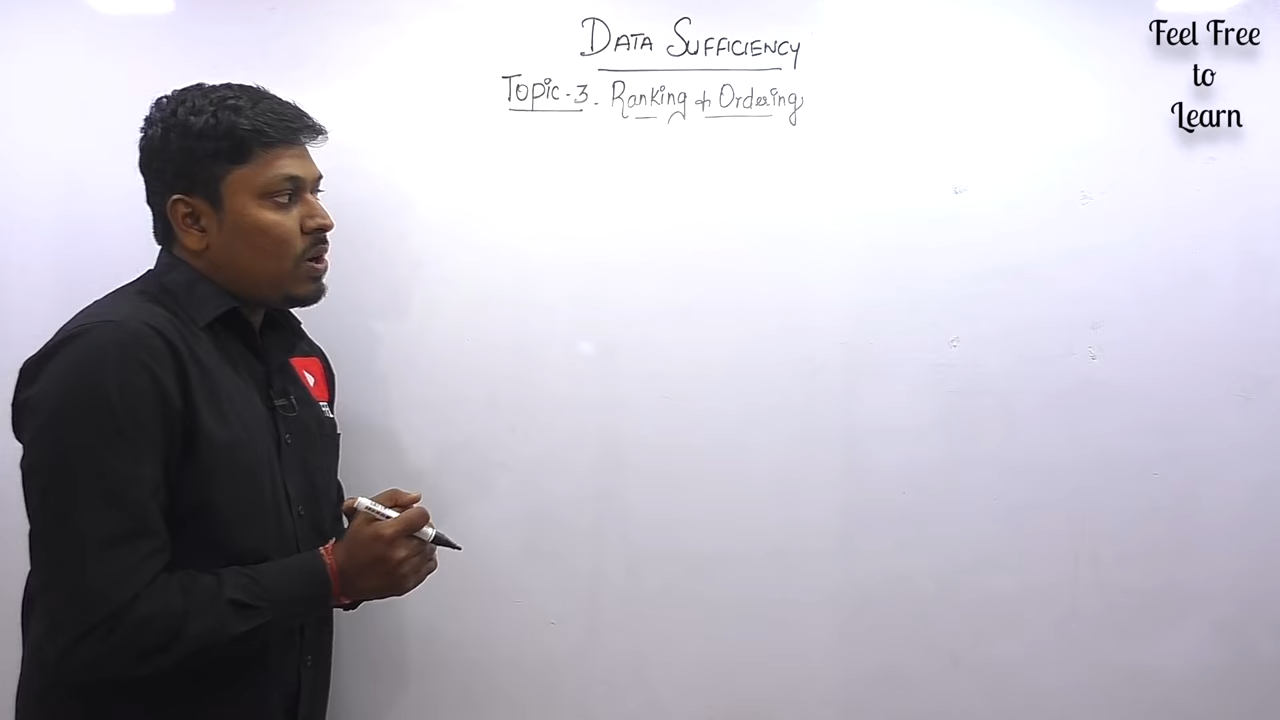 DATA SUFFICIENCY
Topic-3. Ranking & Ordering
Feel Free
to
Learn